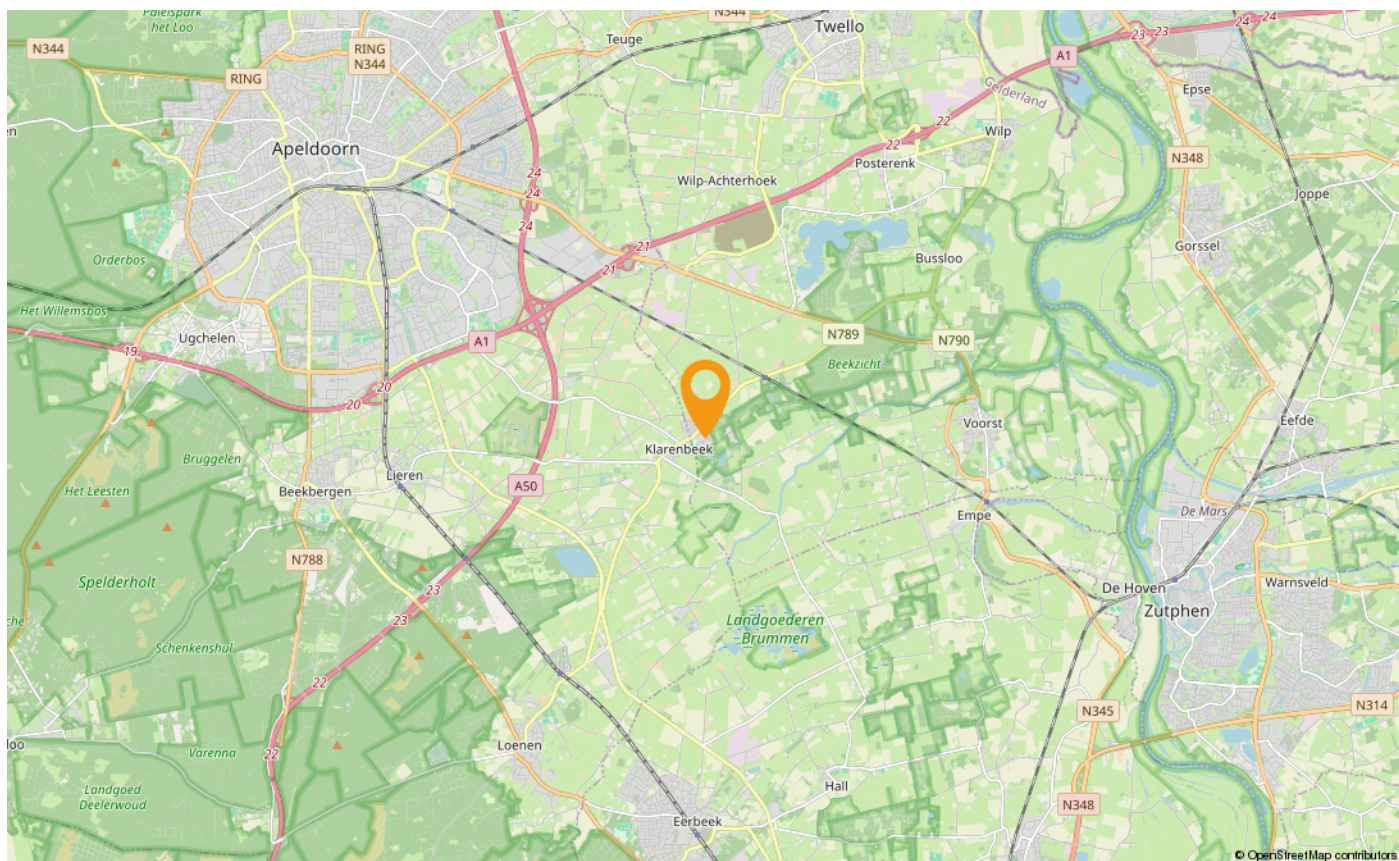 Paleispark
het Loo
N344
RING
N344
Teuge
N344
Twello
24
24
23
23
A1
RING
Epse
Gelderland
en
Apeldoorn
22
22
Wilp
N348
Posterenk
24
24
24
Wilp-Achterhoek
Joppe
Orderbos
21
21
Gorssel
Bussloo
Het Willemsbos
Ugchelen
19
A1
N789
N790
Beekzicht
20
20
Voorst
Eefde
Klarenbeek
Bruggelen
Lieren
Het Leesten
Beekbergen
A50
Empe
De Mars
N788
Spelderholt
23
23
De Hoven
Warnsveld
Zutphen
che
Landgoederen
Brummen
Schenkenshul
22
N345
N314
loo
Varenna
22
Loenen
Landgoed
Deelerwoud
Hall
N348
Eerbeek
© OpenStreetMap contributors